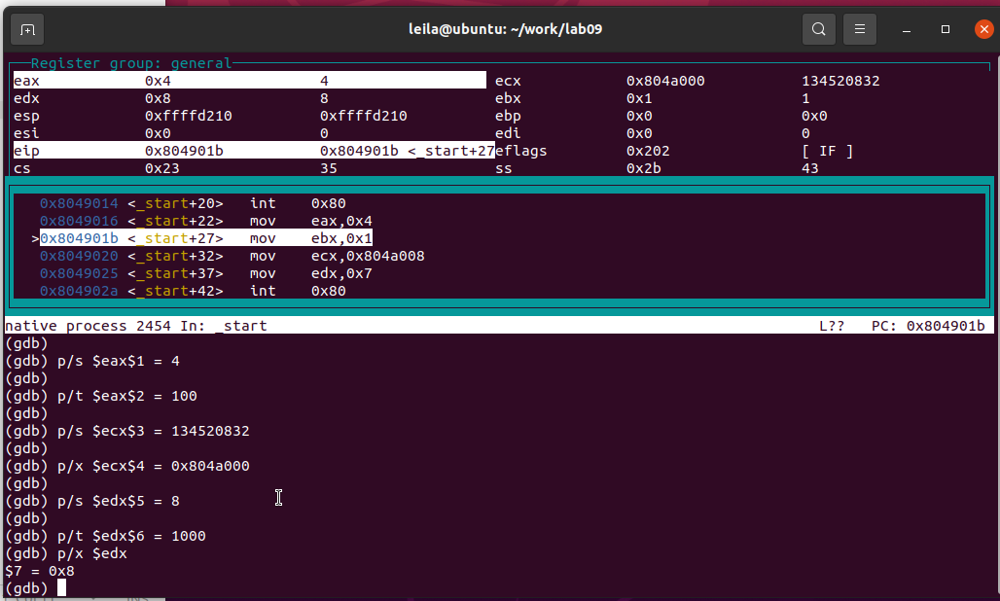 leila@ubuntu: ~/work/lab09
Register group: general
eax 0x4 4 ecx 0x804a000 134520832
edx 0x8 8 ebx 0x1 1
esp 0xffffd210 0xffffd210 ebp 0x0 0x0
esi 0x0 0 edi 0x0 0
eip 0x804901b 0x804901b <_start+27 eflags 0x202 [ IF ]
cs 0x23 35 ss 0x2b 43
0x8049014 <_start+20> int 0x80
0x8049016 <_start+22> mov eax,0x4
>0x804901b <_start+27> mov ebx,0x1
0x8049020 <_start+32> mov ecx,0x804a008
0x8049025 <_start+37> mov edx,0x7
0x804902a <_start+42> int 0x80
native process 2454 In: _start L?? PC: 0x804901b
(gdb)
(gdb) p/s $eax$1 = 4
(gdb)
(gdb) p/t $eax$2 = 100
(gdb)
(gdb) p/s $ecx$3 = 134520832
(gdb)
(gdb) p/x $ecx$4 = 0x804a000
(gdb)
(gdb) p/s $edx$5 = 8
(gdb)
(gdb) p/t $edx$6 = 1000
(gdb) p/x $edx
$7 = 0x8
(gdb)